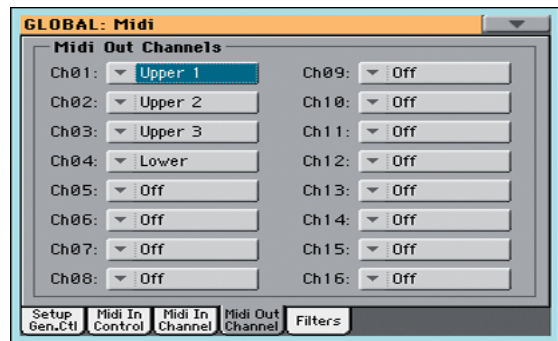 GLOBAL: Midi
Midi Out Channels
Ch01: Upper 1
Ch02: Upper 2
Ch03: Upper 3
Ch04: Lower
Ch05: Off
Ch06: Off
Ch07: Off
Ch08: Off
Ch09: Off
Ch10: Off
Ch11: Off
Ch12: Off
Ch13: Off
Ch14: Off
Ch15: Off
Ch16: Off
Setup Gen.Ctl
Midi In Control
Midi In Channel
Midi Out Channel
Filters